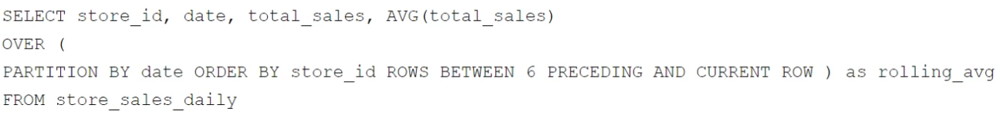 SELECT store_id, date, total_sales, AVG(total_sales)
OVER (
PARTITION BY date ORDER BY store_id ROWS BETWEEN 6 PRECEDING AND CURRENT ROW ) as rolling_avg
FROM store_sales_daily